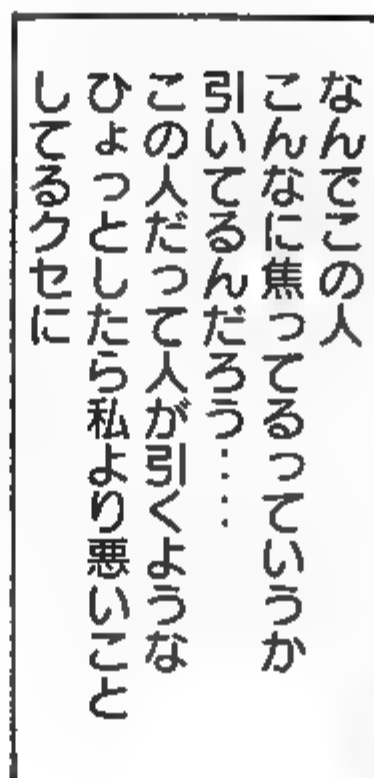 なんでこの人
こんなに焦ってるっていうか
引いてるんだろう‥‥
この人だって人が引くような
ひょっとしたら私より悪いこと
してるクセに